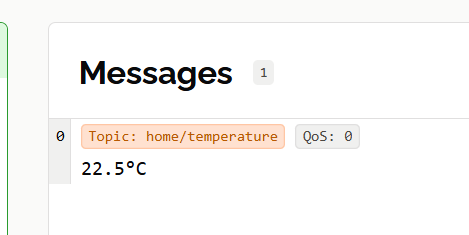 Messages 1
0 Topic: home/temperature QoS: 0
22.5°C